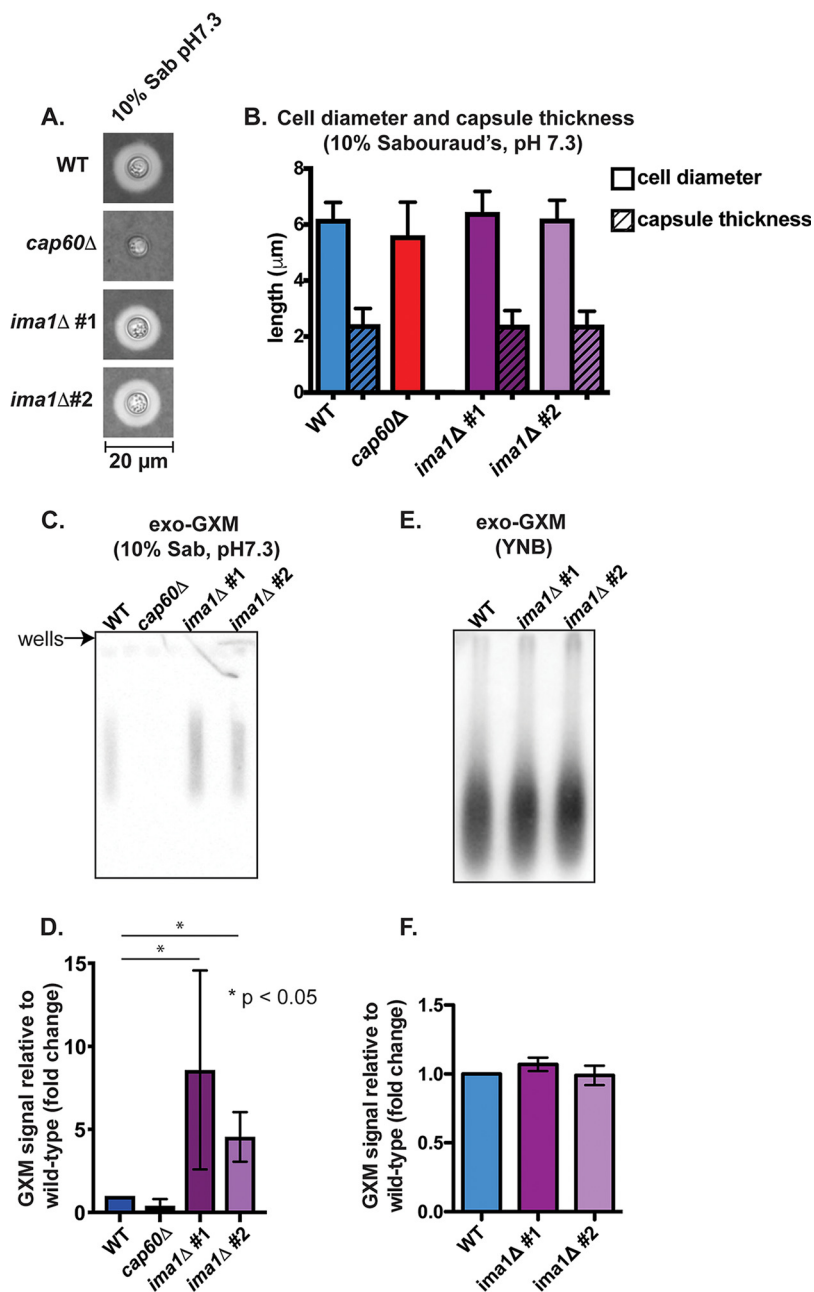 10% Sab pH7.3
A.
WT
cap60Δ
ima1Δ #1
ima1Δ#2
20 μm
B. Cell diameter and capsule thickness
(10% Sabouraud's, pH 7.3)
length (μm)
8
6
4
2
0
WT
cap60Δ
ima1Δ #1
ima1Δ #2
cell diameter
capsule thickness
C.
exo-GXM
(10% Sab, pH7.3)
WT
cap60Δ
ima1Δ #1
ima1Δ #2
wells
E.
exo-GXM
(YNB)
WT
ima1Δ #1
ima1Δ #2
D.
GXM signal relative to
wild-type (fold change)
15
10
5
0
*
*
* p < 0.05
WT
cap60Δ
ima1Δ #1
ima1Δ #2
F.
GXM signal relative to
wild-type (fold change)
1.5
1.0
0.5
0.0
WT
ima1Δ #1
ima1Δ #2